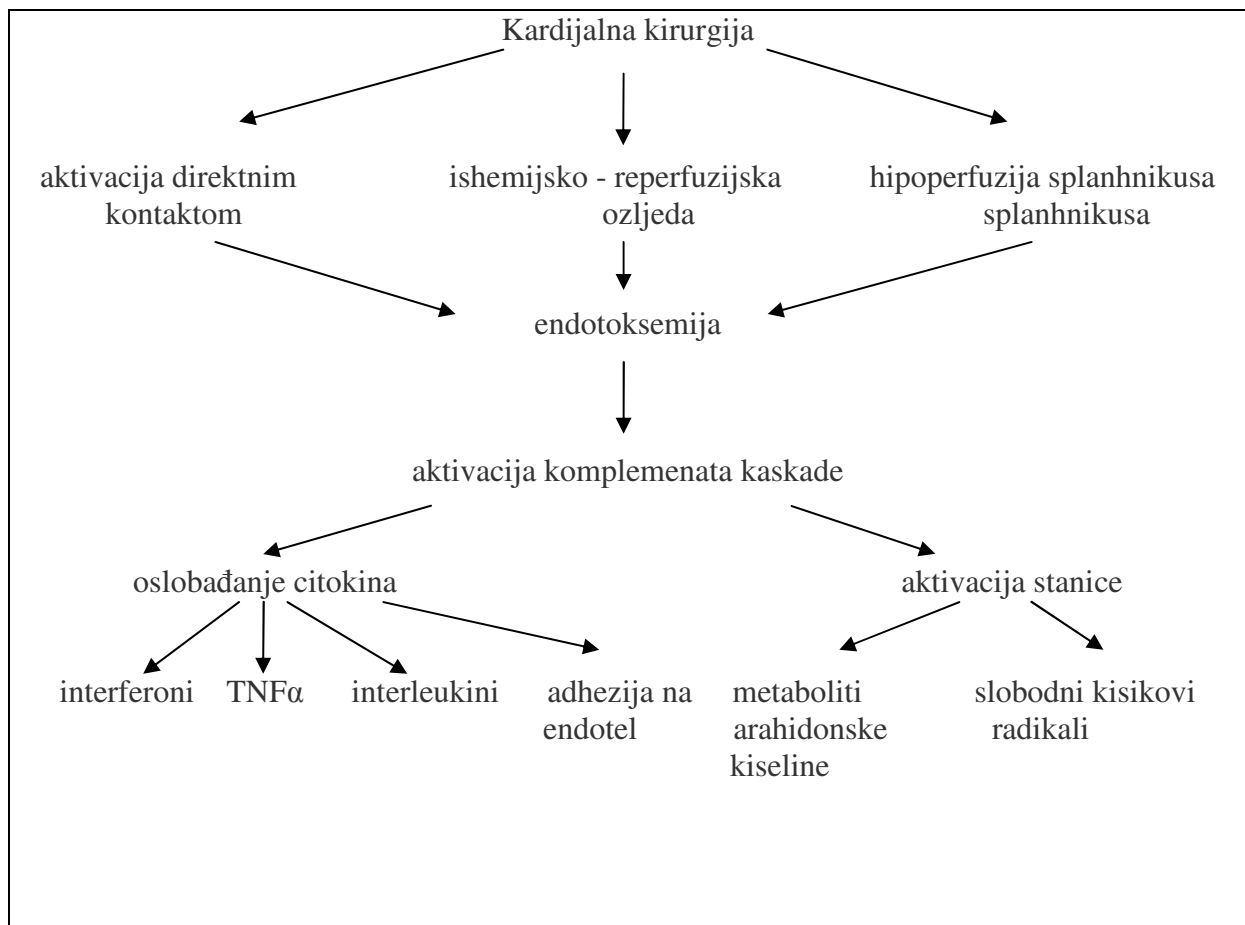 Kardijalna kirurgija
aktivacija direktnim
kontaktom
ishemijsko - reperfuzijska
ozljeda
hipoperfuzija splanhnikusa
splanhnikusa
endotoksemija
aktivacija komplemenata kaskade
oslobađanje citokina
aktivacija stanice
interferoni
TNFα
interleukini
adhezija na
endotel
metaboliti
arahidonske
kiseline
slobodni kisikovi
radikali